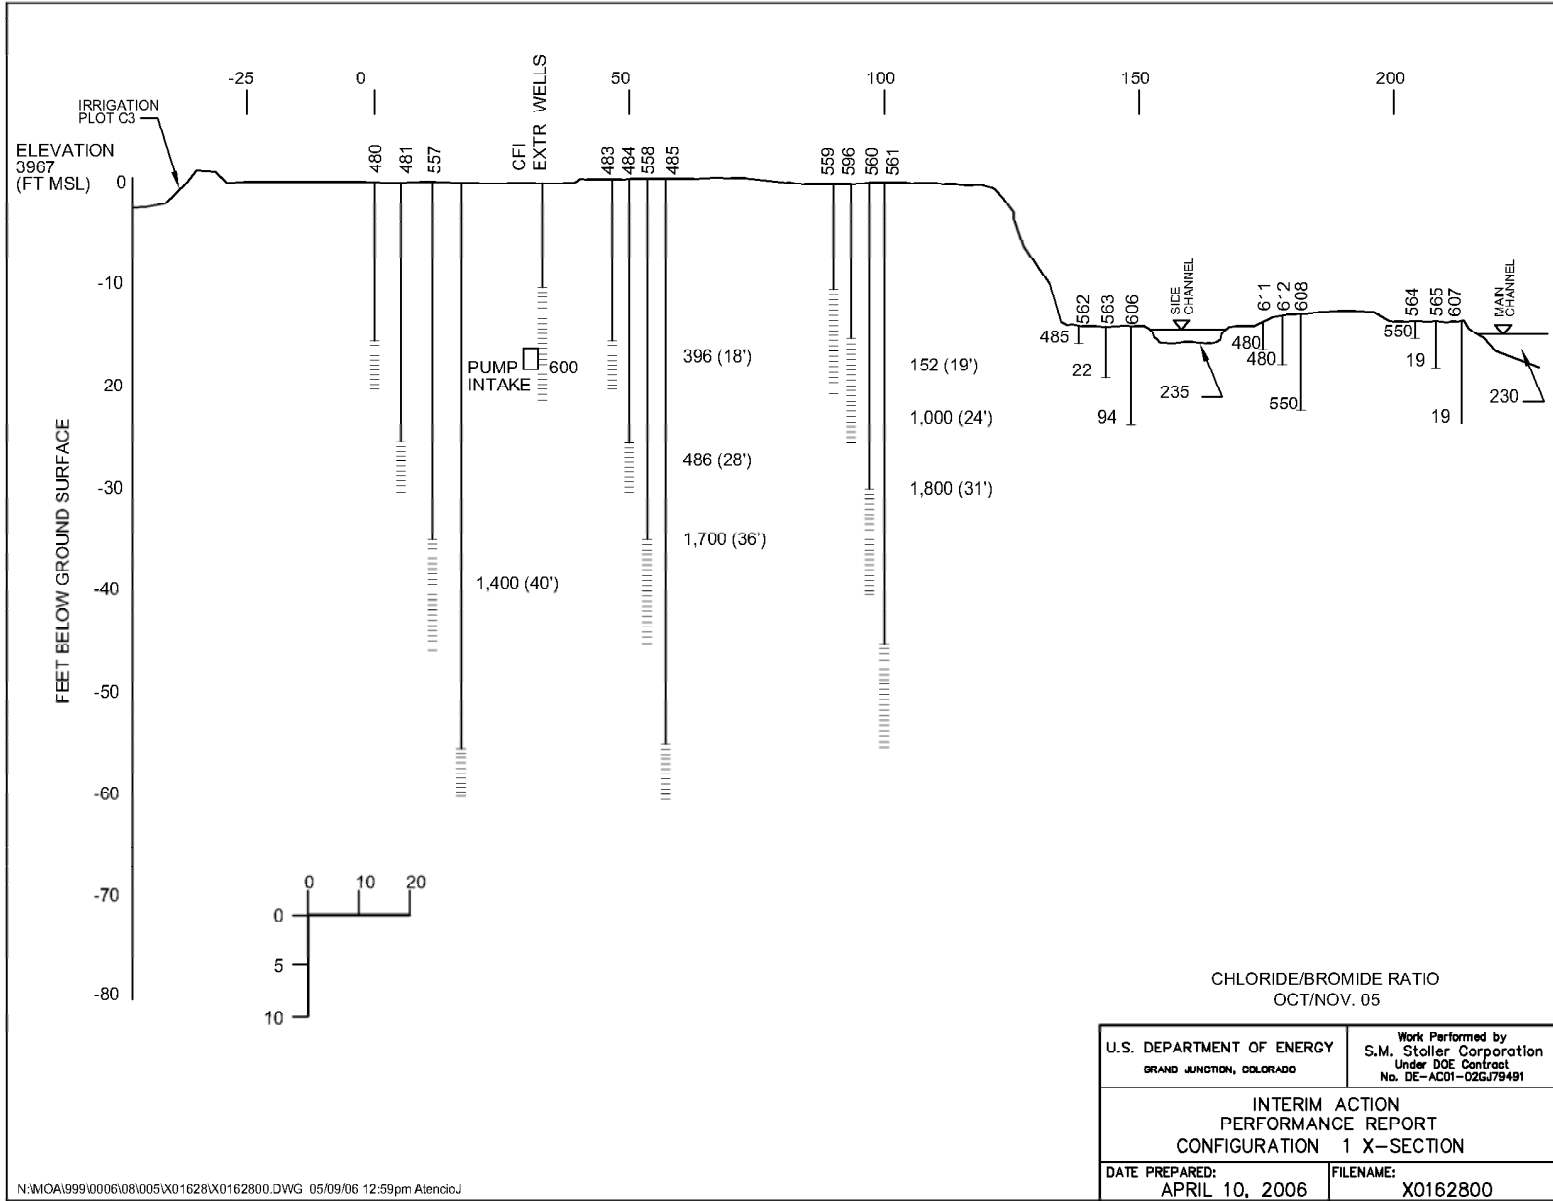 -25 0 50 100 150 200
IRRIGATION
PLOT C3
ELEVATION
3967
(FT MSL)
480
481
557
CFI
EXTR WELLS
483
484
558
485
559
596
560
561
562
563
606
SIDE
CHANNEL
611
612
608
564
565
607
MAIN
CHANNEL
0
-10
20
-30
-40
-50
-60
-70
-80
FEET BELOW GROUND SURFACE
PUMP
INTAKE
600
396 (18')
486 (28')
1,700 (36')
1,400 (40')
152 (19')
1,000 (24')
1,800 (31')
485
22
94
235
480
480
550
550
19
19
230
0 10 20
0
5
10
CHLORIDE/BROMIDE RATIO
OCT/NOV. 05
U.S. DEPARTMENT OF ENERGY
GRAND JUNCTION, COLORADO
Work Performed by
S.M. Stoller Corporation
Under DOE Contract
No. DE-AC01-02GJ79491
INTERIM ACTION
PERFORMANCE REPORT
CONFIGURATION 1 X-SECTION
DATE PREPARED:
APRIL 10, 2006
FILENAME:
X0162800
N:\MOA\999\0006\08\005\X01628\X0162800.DWG 05/09/06 12:59pm AtencioJ